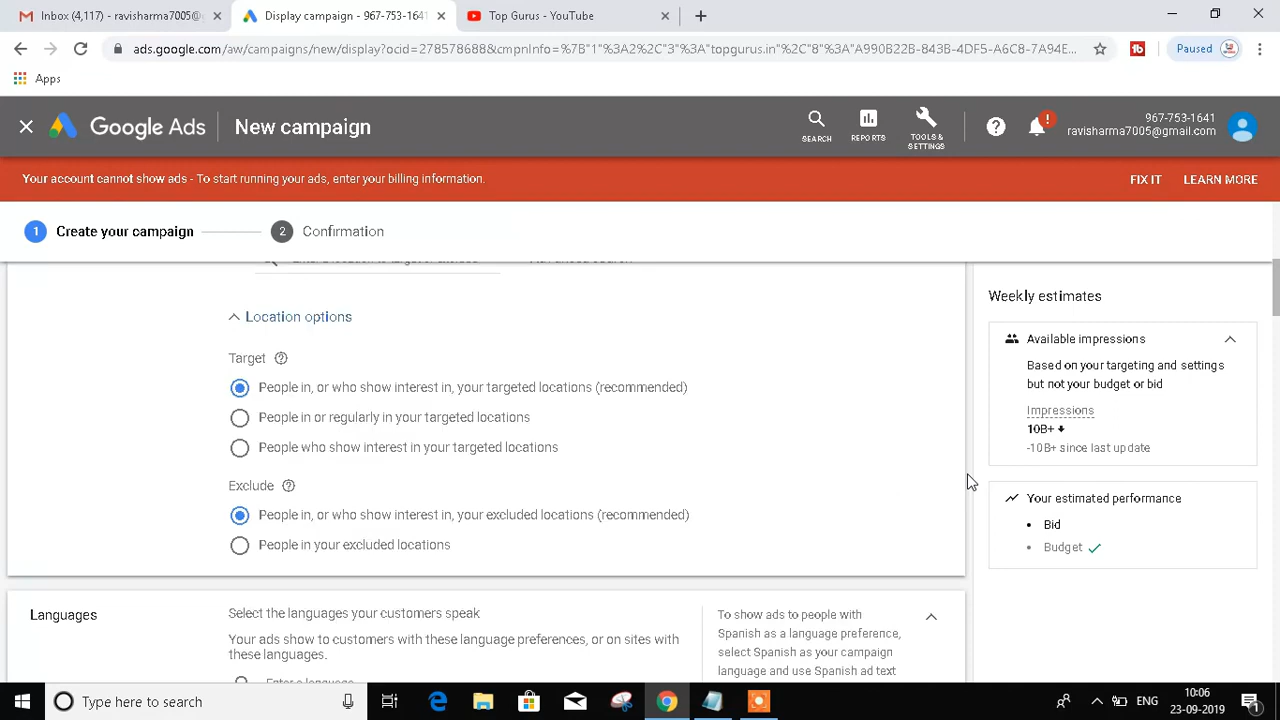 Inbox (4,117) - ravisharma7005@
Display campaign - 967-753-1641
Top Gurus - YouTube
ads.google.com/aw/campaigns/new/display?ocid=278578688&cmpnInfo=%7B"1"%3A2%2C"3"%3A"topgurus.in"%2C"8"%3A"A990B22B-843B-4DF5-A6C8-7A94E...
Paused
Apps
Google Ads
New campaign
SEARCH
REPORTS
TOOLS &
SETTINGS
967-753-1641
ravisharma7005@gmail.com
Your account cannot show ads - To start running your ads, enter your billing information.
FIX IT
LEARN MORE
1 Create your campaign
2 Confirmation
Location options
Target
People in, or who show interest in, your targeted locations (recommended)
People in or regularly in your targeted locations
People who show interest in your targeted locations
Exclude
People in, or who show interest in, your excluded locations (recommended)
People in your excluded locations
Weekly estimates
Available impressions
Based on your targeting and settings
but not your budget or bid
Impressions
10B+
-10B+ since last update
Your estimated performance
• Bid
• Budget
Languages
Select the languages your customers speak
Your ads show to customers with these language preferences, or on sites with
these languages.
Enter a language
To show ads to people with
Spanish as a language preference,
select Spanish as your campaign
language and use Spanish ad text
Type here to search
ENG
10:06
23-09-2019
1